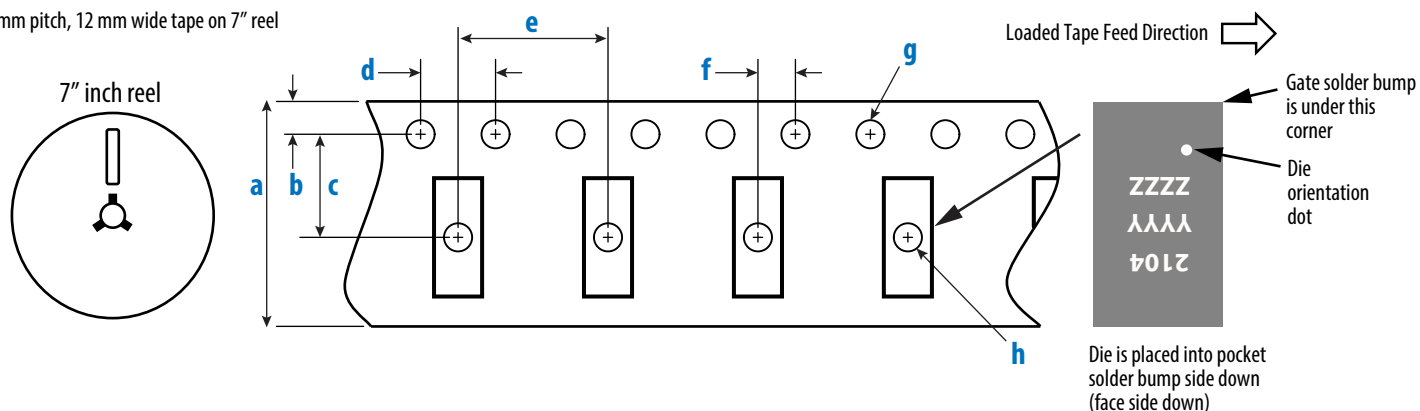 mm pitch, 12 mm wide tape on 7” reel
7” inch reel
a
b
c
d
e
f
g
h
Loaded Tape Feed Direction
Gate solder bump
is under this
corner
Die
orientation
dot
2104
YYYY
ZZZZ
Die is placed into pocket
solder bump side down
(face side down)